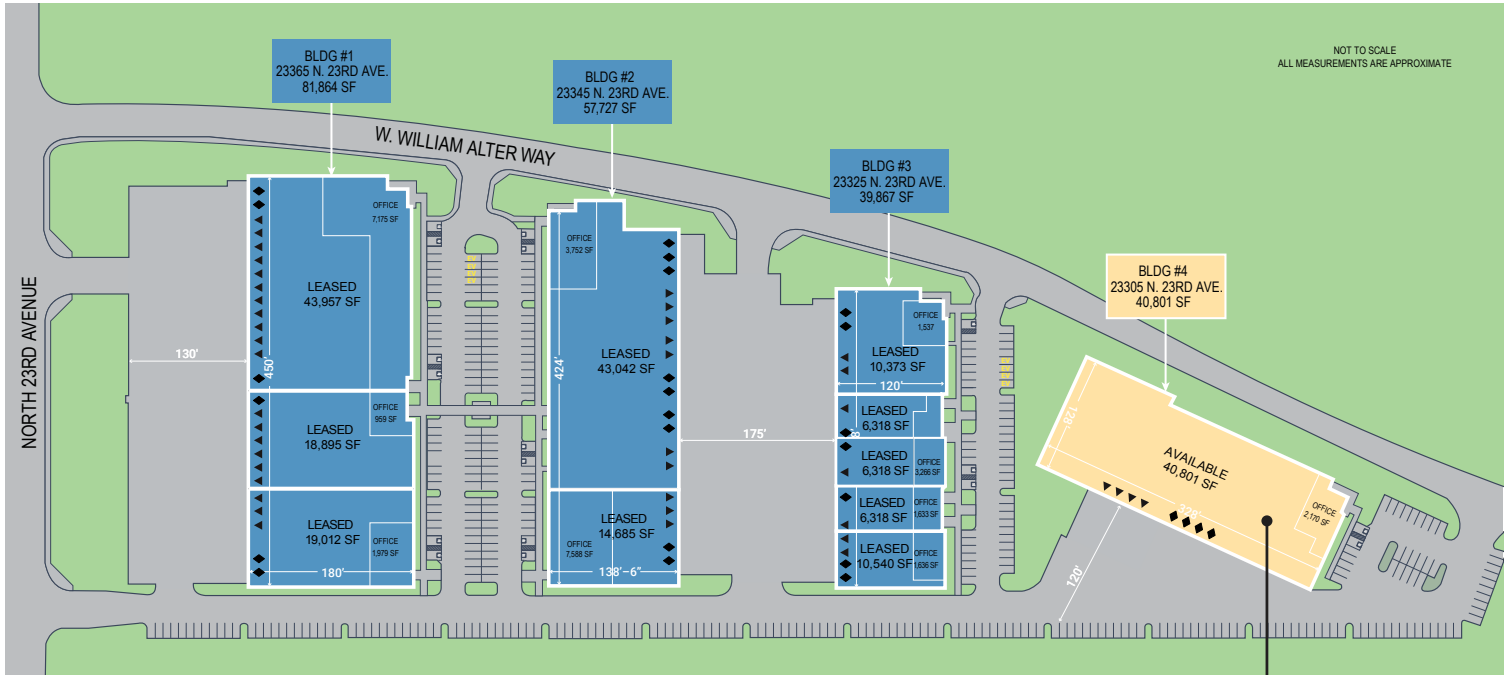 NOT TO SCALE
ALL MEASUREMENTS ARE APPROXIMATE
BLDG #1
23365 N. 23RD AVE.
81,864 SF
BLDG #2
23345 N. 23RD AVE.
57,727 SF
W. WILLIAM ALTER WAY
BLDG #3
23325 N. 23RD AVE.
39,867 SF
BLDG #4
23305 N. 23RD AVE.
40,801 SF
NORTH 23RD AVENUE
130'
OFFICE
7,175 SF
LEASED
43,957 SF
450'
OFFICE
959 SF
LEASED
18,895 SF
LEASED
19,012 SF
OFFICE
1,979 SF
180'
OFFICE
3,752 SF
LEASED
43,042 SF
424'
LEASED
14,685 SF
OFFICE
7,588 SF
138'-6"
175'
OFFICE
1,537
LEASED
10,373 SF
120'
LEASED
6,318 SF
LEASED
6,318 SF
OFFICE
3,266 SF
LEASED
6,318 SF
OFFICE
1,633 SF
LEASED
10,540 SF
OFFICE
1,636 SF
128'
AVAILABLE
40,801 SF
328'
OFFICE
2,170 SF
120'